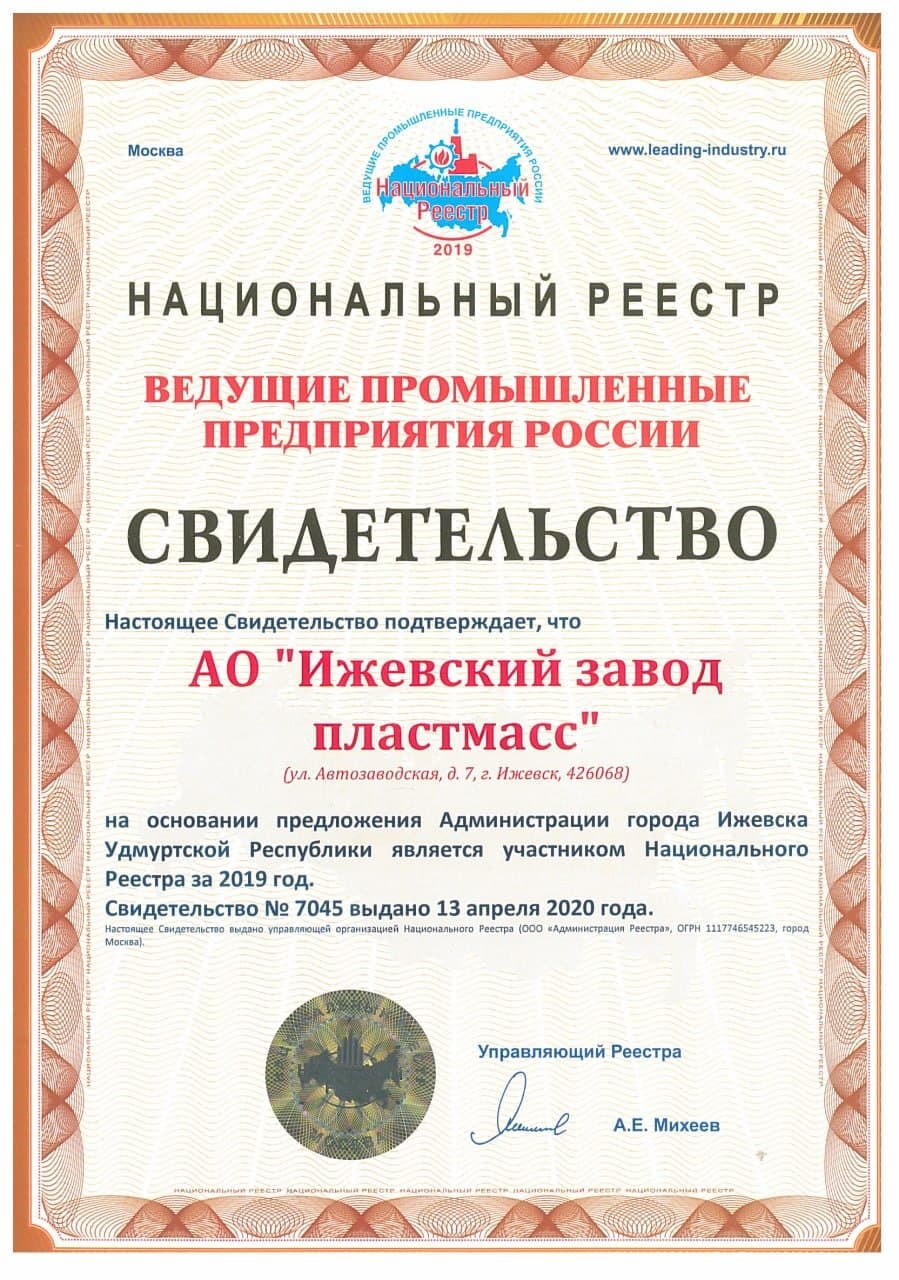 Москва
www.leading-industry.ru
ВЕДУЩИЕ ПРОМЫШЛЕННЫЕ ПРЕДПРИЯТИЯ РОССИИ
Национальный
Реестр
2019
НАЦИОНАЛЬНЫЙ РЕЕСТР
ВЕДУЩИЕ ПРОМЫШЛЕННЫЕ
ПРЕДПРИЯТИЯ РОССИИ
СВИДЕТЕЛЬСТВО
Настоящее Свидетельство подтверждает, что
АО "Ижевский завод
пластмасс"
(ул. Автозаводская, д. 7, г. Ижевск, 426068)
на основании предложения Администрации города Ижевска
Удмуртской Республики является участником Национального
Реестра за 2019 год.
Свидетельство № 7045 выдано 13 апреля 2020 года.
Настоящее Свидетельство выдано управляющей организацией Национального Реестра (ООО «Администрация Реестра», ОГРН 1117746545223, город
Москва).
Управляющий Реестра
А.Е. Михеев
НАЦИОНАЛЬНЫЙ РЕЕСТР НАЦИОНАЛЬНЫЙ РЕЕСТР НАЦИОНАЛЬНЫЙ РЕЕСТР НАЦИОНАЛЬНЫЙ РЕЕСТР НАЦИОНАЛЬНЫЙ РЕЕСТР